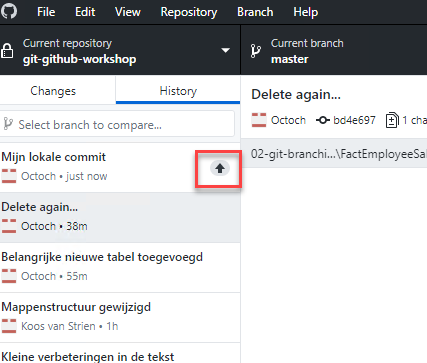 File Edit View Repository Branch Help
Current repository
git-github-workshop
Current branch
master
Changes
History
Select branch to compare...
Mijn lokale commit
Octoch • just now
Delete again...
Octoch • 38m
Belangrijke nieuwe tabel toegevoegd
Octoch • 55m
Mappenstructuur gewijzigd
Koos van Strien • 1h
Kleine verbeteringen in de tekst
Delete again...
Octoch bd4e697 1 cha
02-git-branchi...\FactEmployeeSal